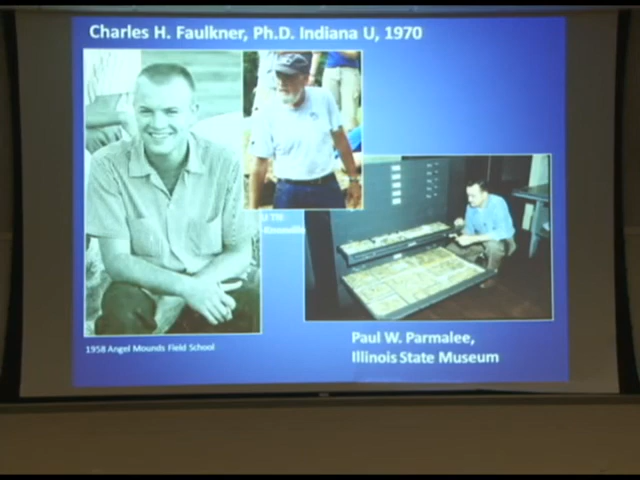 Charles H. Faulkner, Ph.D. Indiana U, 1970
1958 Angel Mounds Field School
Paul W. Parmalee,
Illinois State Museum